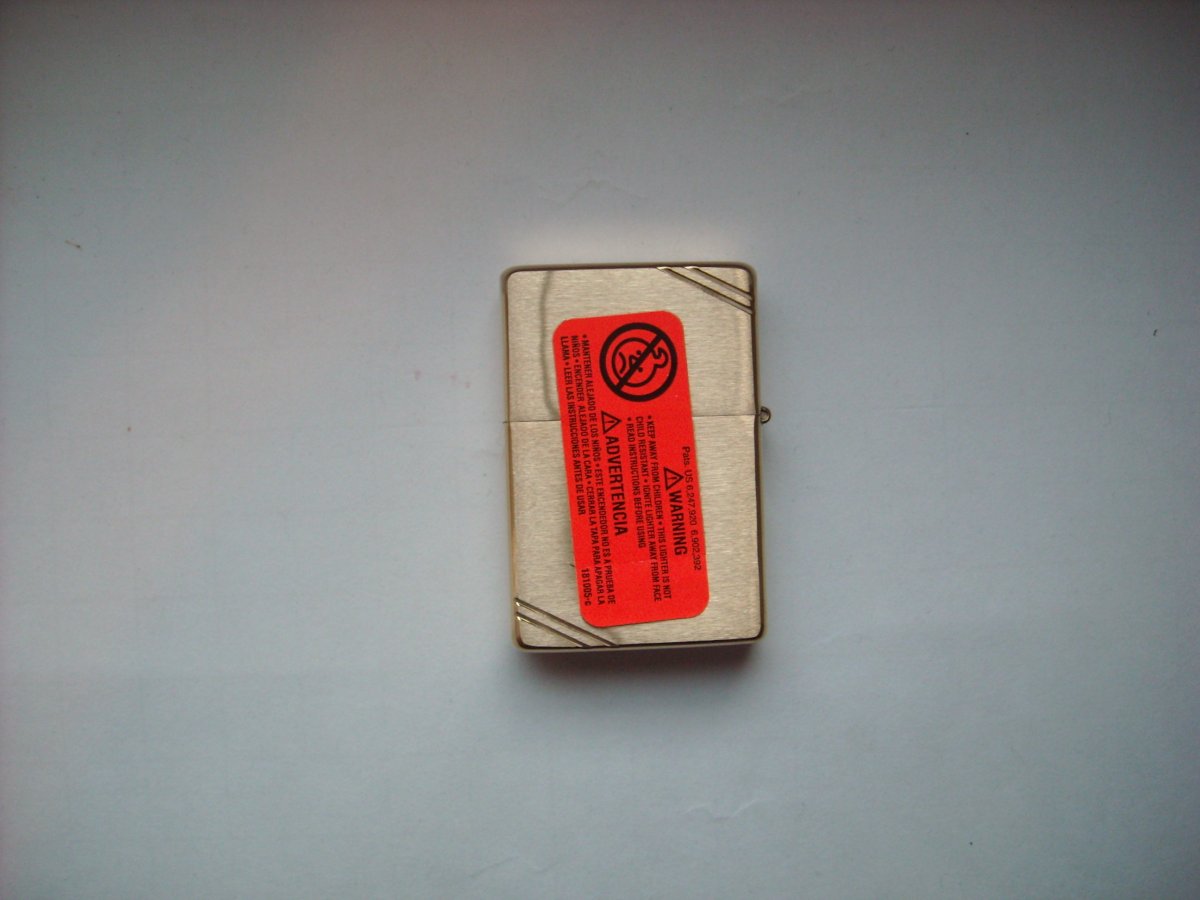 Pats. US 6,247,920 6,902,392
WARNING
• KEEP AWAY FROM CHILDREN • THIS LIGHTER IS NOT
CHILD RESISTANT • IGNITE LIGHTER AWAY FROM FACE
• READ INSTRUCTIONS BEFORE USING
ADVERTENCIA
• MANTENER ALEJADO DE LOS NIÑOS • ESTE ENCENDEDOR NO ES A PRUEBA DE
NIÑOS • ENCENDER ALEJADO DE LA CARA • CERRAR LA TAPA PARA APAGAR LA
LLAMA • LEER LAS INSTRUCCIONES ANTES DE USAR
181005-c